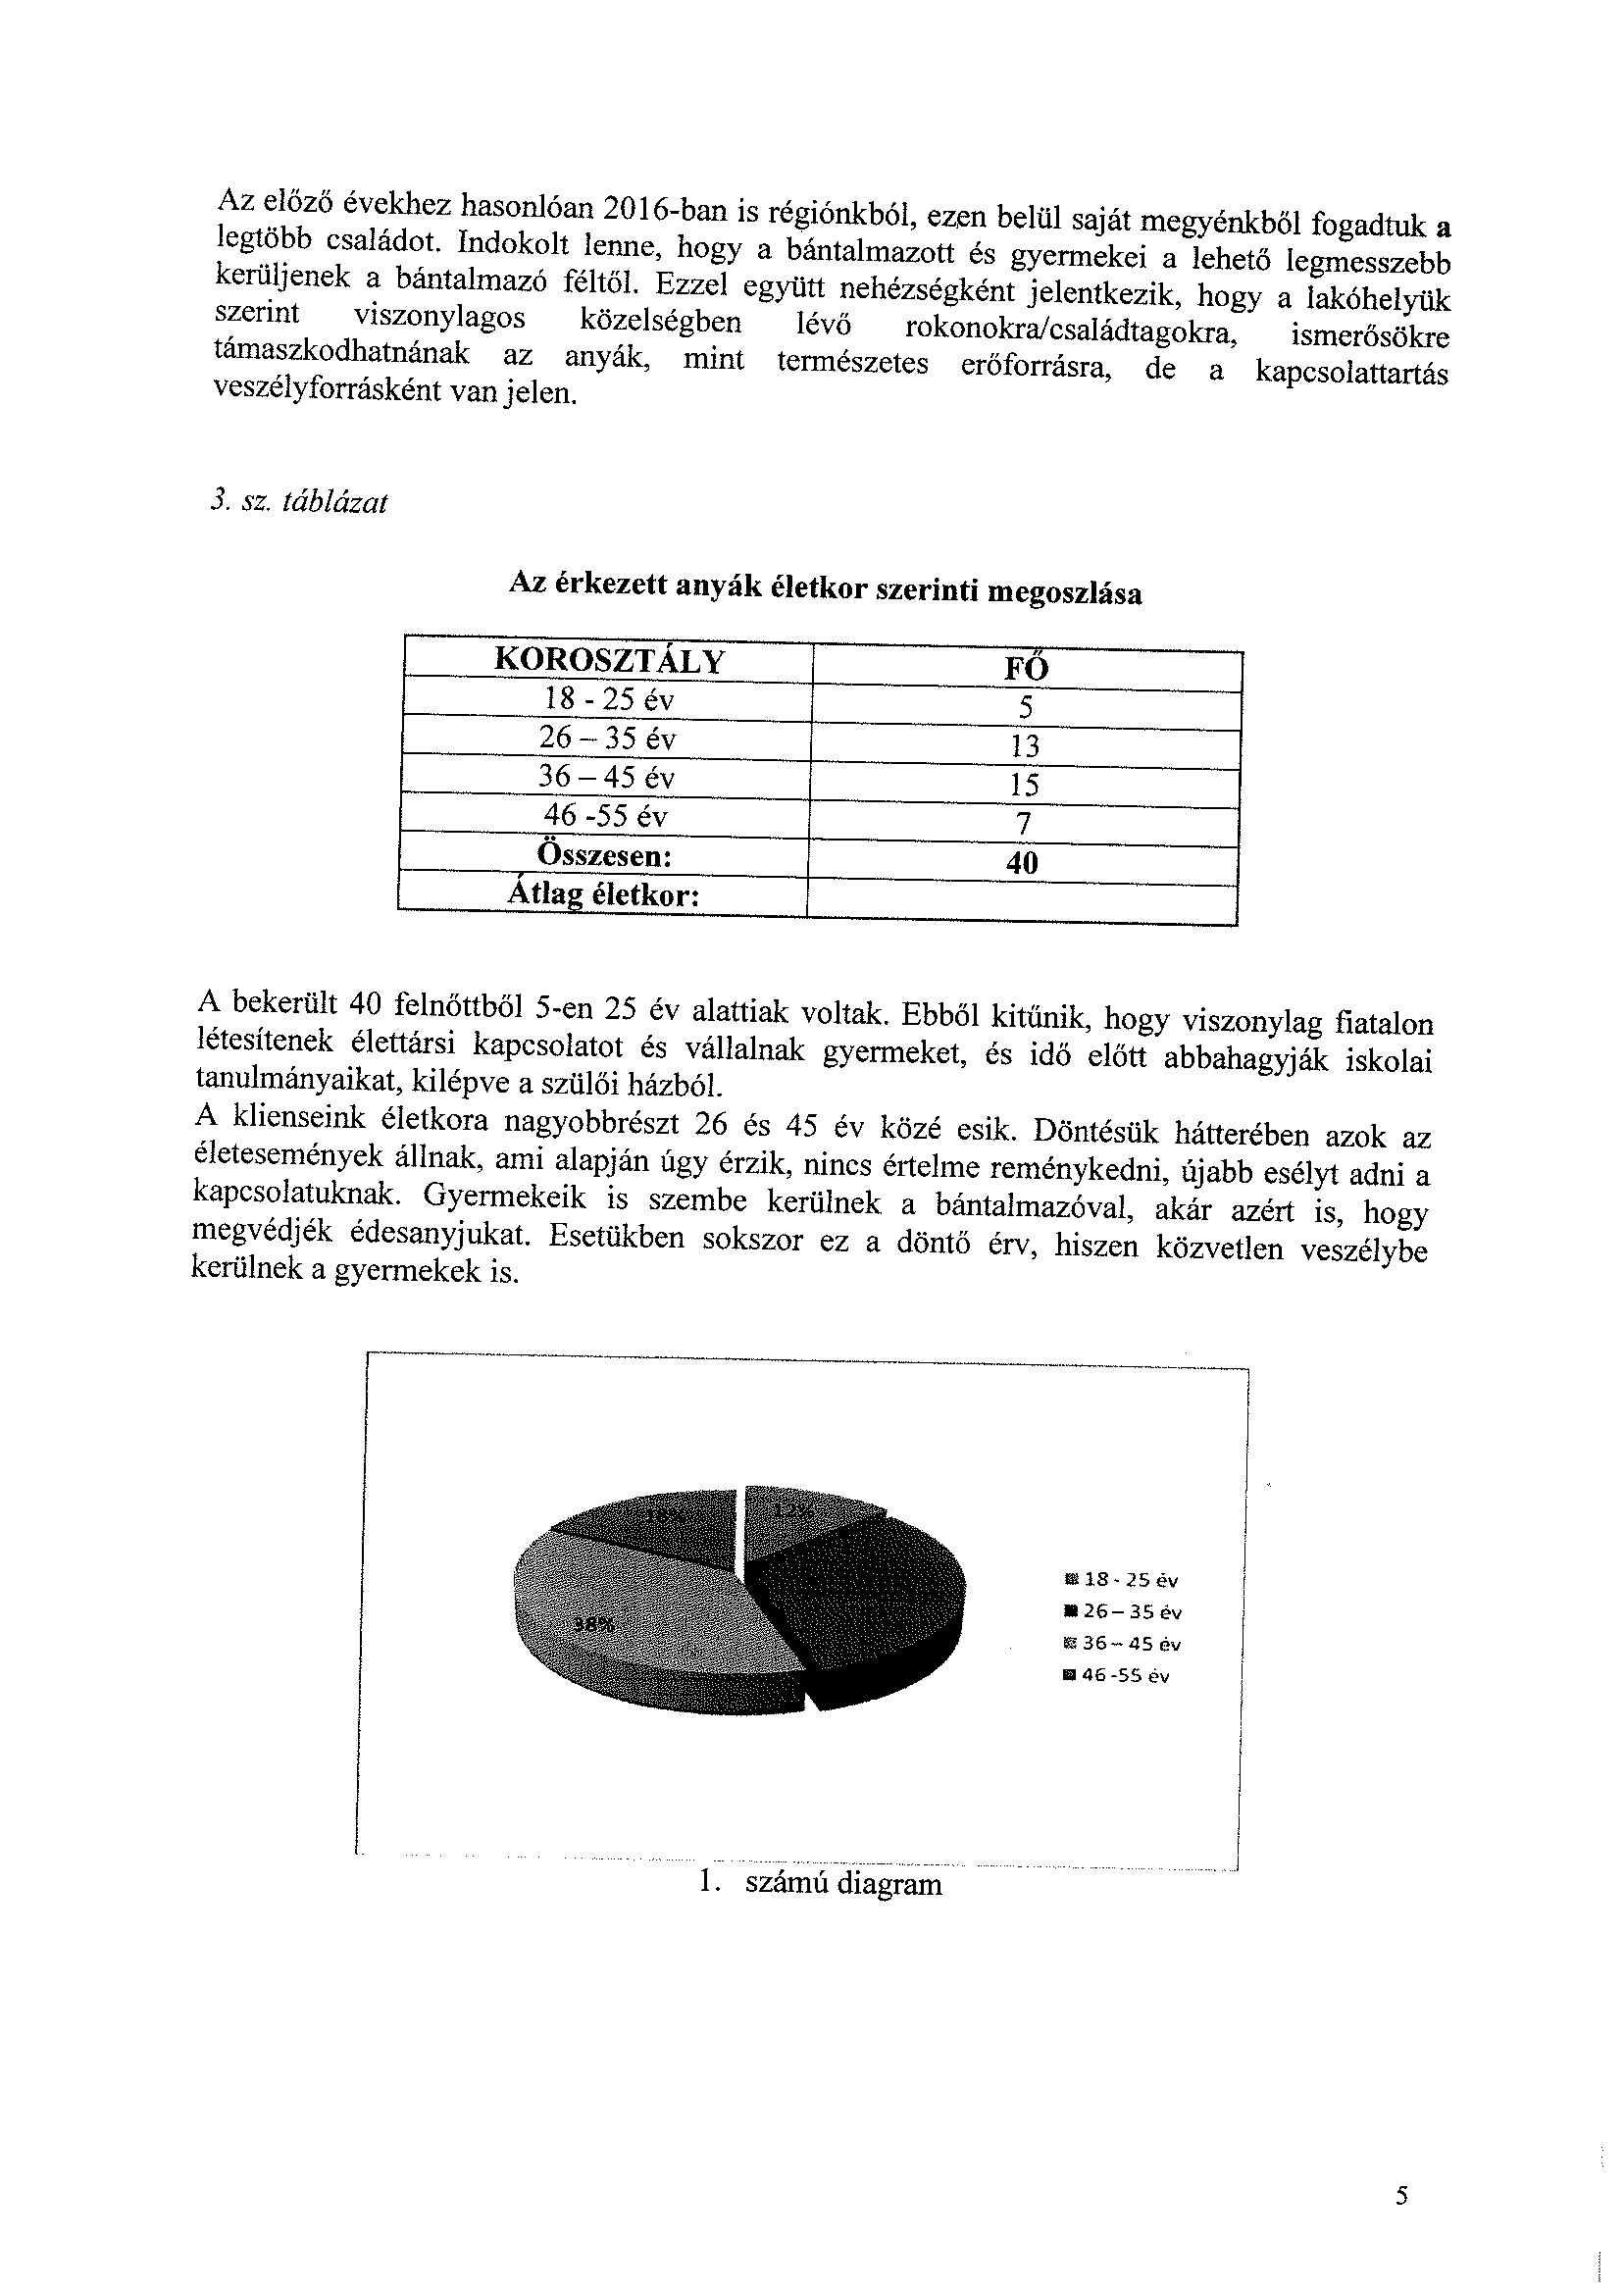 Az előző évekhez hasonlóan 2016-ban is régiónkból, ezen belül saját megyénkből fogadtuk a
legtöbb családot. Indokolt lenne, hogy a bántalmazott és gyermekei a lehető legmesszebb
kerüljenek a bántalmazó féltől. Ezzel együtt nehézségként jelentkezik, hogy a lakóhelyük
szerint viszonylagos közelségben lévő rokonokra/családtagokra, ismerősökre
támaszkodhatnának az anyák, mint természetes erőforrásra, de a kapcsolattartás
veszélyforrásként van jelen.
3. sz. táblázat
Az érkezett anyák életkor szerinti megoszlása
KOROSZTÁLY FŐ
18 - 25 év 5
26 – 35 év 13
36 – 45 év 15
46 -55 év 7
Összesen: 40
Átlag életkor:
A bekerült 40 felnőttből 5-en 25 év alattiak voltak. Ebből kitűnik, hogy viszonylag fiatalon
létesítenek élettársi kapcsolatot és vállalnak gyermeket, és idő előtt abbahagyják iskolai
tanulmányaikat, kilépve a szülői házból.
A klienseink életkora nagyobbrészt 26 és 45 év közé esik. Döntésük hátterében azok az
életesemények állnak, ami alapján úgy érzik, nincs értelme reménykedni, újabb esélyt adni a
kapcsolatuknak. Gyermekeik is szembe kerülnek a bántalmazóval, akár azért is, hogy
megvédjék édesanyjukat. Esetükben sokszor ez a döntő érv, hiszen közvetlen veszélybe
kerülnek a gyermekek is.
18% 12%
38%
18 - 25 év
26 – 35 év
36 – 45 év
46 -55 év
1. számú diagram
5